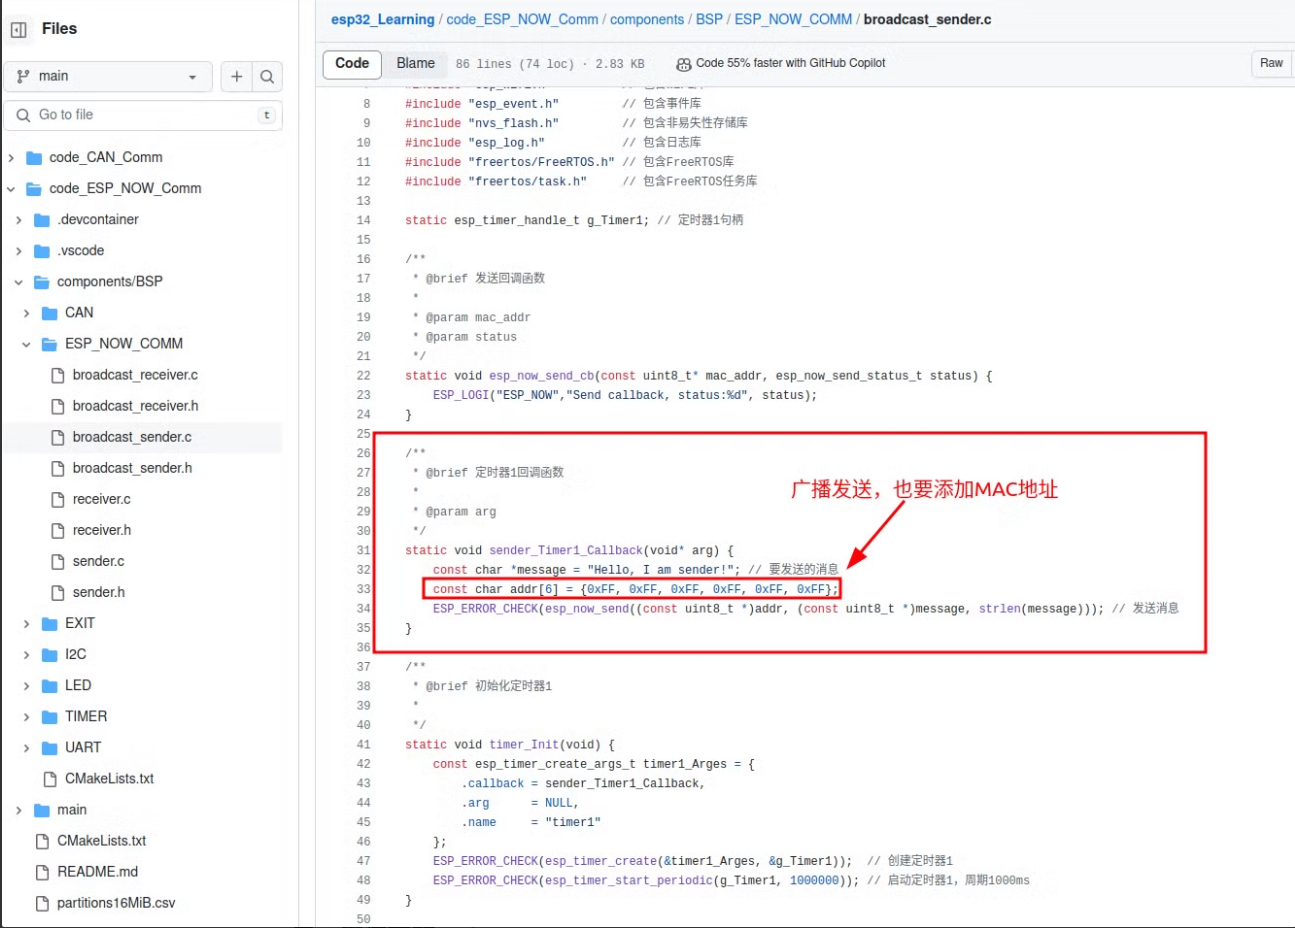 Files
main
Go to file
t
code_CAN_Comm
code_ESP_NOW_Comm
.devcontainer
.vscode
components/BSP
CAN
ESP_NOW_COMM
broadcast_receiver.c
broadcast_receiver.h
broadcast_sender.c
broadcast_sender.h
receiver.c
receiver.h
sender.c
sender.h
EXIT
I2C
LED
TIMER
UART
CMakeLists.txt
main
CMakeLists.txt
README.md
partitions16MiB.csv
esp32_Learning / code_ESP_NOW_Comm / components / BSP / ESP_NOW_COMM / broadcast_sender.c
Code Blame 86 lines (74 loc) · 2.83 KB Code 55% faster with GitHub Copilot Raw
8 #include "esp_event.h" // 包含事件库
9 #include "nvs_flash.h" // 包含非易失性存储库
10 #include "esp_log.h" // 包含日志库
11 #include "freertos/FreeRTOS.h" // 包含FreeRTOS库
12 #include "freertos/task.h" // 包含FreeRTOS任务库
13
14 static esp_timer_handle_t g_Timer1; // 定时器1句柄
15
16 /**
17 * @brief 发送回调函数
18 *
19 * @param mac_addr
20 * @param status
21 */
22 static void esp_now_send_cb(const uint8_t* mac_addr, esp_now_send_status_t status) {
23 ESP_LOGI("ESP_NOW","Send callback, status:%d", status);
24 }
25
26 /**
27 * @brief 定时器1回调函数
28 *
广播发送，也要添加MAC地址
29 * @param arg
30 */
31 static void sender_Timer1_Callback(void* arg) {
32 const char *message = "Hello, I am sender!"; // 要发送的消息
33 const char addr[6] = {0xFF, 0xFF, 0xFF, 0xFF, 0xFF, 0xFF};
34 ESP_ERROR_CHECK(esp_now_send((const uint8_t *)addr, (const uint8_t *)message, strlen(message))); // 发送消息
35 }
36
37 /**
38 * @brief 初始化定时器1
39 *
40 */
41 static void timer_Init(void) {
42 const esp_timer_create_args_t timer1_Arges = {
43 .callback = sender_Timer1_Callback,
44 .arg = NULL,
45 .name = "timer1"
46 };
47 ESP_ERROR_CHECK(esp_timer_create(&timer1_Arges, &g_Timer1)); // 创建定时器1
48 ESP_ERROR_CHECK(esp_timer_start_periodic(g_Timer1, 1000000)); // 启动定时器1，周期1000ms
49 }
50